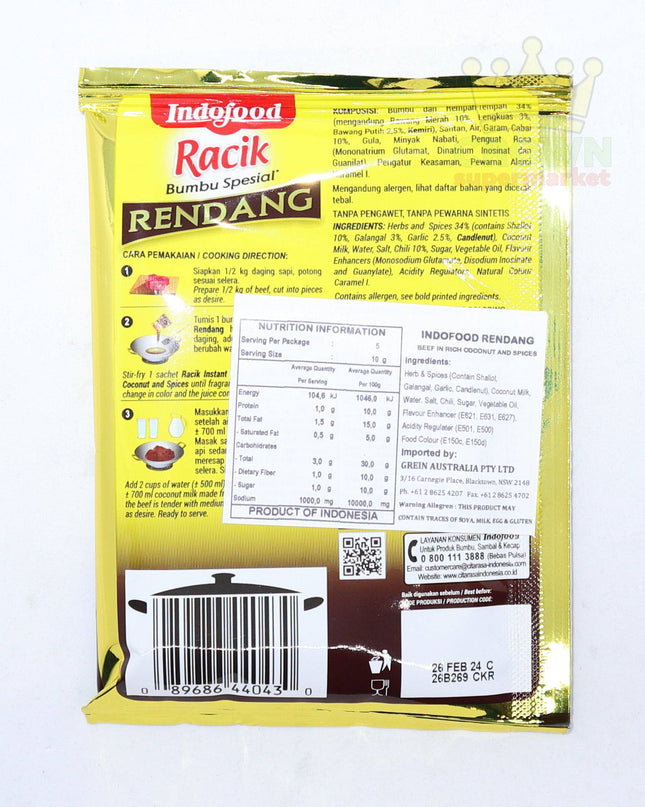 Indofood
Racik
Bumbu Spesial
RENDANG
CARA PEMAKAIAN / COOKING DIRECTION:
1
Siapkan 1/2 kg daging sapi, potong
sesuai selera.
Prepare 1/2 kg of beef, cut into pieces
as desire.
2
Tumis 1
Rendang
daging,
berubah
Stir-fry 1 sachet Racik Instant
Coconut and Spices until
change in color and the juice
3
Masukkan
setelah
± 700 ml
Masak
api
meresap
selera.
Add 2 cups of water (± 500 ml)
± 700 ml coconut milk made
the beef is tender with medium
as desire. Ready to serve.
KOMPOSISI: Bumbu dan Rempah-rempah 34%
(mengandung Bawang Merah 10%, Lengkuas 3%,
Bawang Putih 2,5%, Kemiri), Santan, Air, Garam, Cabai
10%, Gula, Minyak Nabati, Penguat Rasa
(Mononatrium Glutamat, Dinatrium Inosinat dan
Guanilat), Pengatur Keasaman, Pewarna Alami
Karamel I.
Mengandung alergen, lihat daftar bahan yang dicetak
tebal.
TANPA PENGAWET, TANPA PEWARNA SINTETIS
INGREDIENTS: Herbs and Spices 34% (contains Shallot
10%, Galangal 3%, Garlic 2.5%, Candlenut), Coconut
Milk, Water, Salt, Chili 10%, Sugar, Vegetable Oil, Flavour
Enhancers (Monosodium Glutamate, Disodium Inosinate
and Guanylate), Acidity Regulator, Natural Colour
Caramel I.
Contains allergen, see bold printed ingredients.
supermarket
NUTRITION INFORMATION
Serving Per Package : 5
Serving Size : 10 g
Average Quantity Average Quantity
Per Serving Per 100g
Energy 104,6 kJ 1046,0 kJ
Protein 1,0 g 10,0 g
Total Fat 1,5 g 15,0 g
- Saturated Fat 0,5 g 5,0 g
Carbohydrates
- Total 3,0 g 30,0 g
- Dietary Fiber 1,0 g 10,0 g
- Sugar 1,0 g 10,0 g
Sodium 1000,0 mg 10000,0 mg
PRODUCT OF INDONESIA
INDOFOOD RENDANG
BEEF IN RICH COCONUT AND SPICES
Ingredients:
Herb & Spices (Contain Shallot,
Galangal, Garlic, Candlenut), Coconut Milk,
Water, Salt, Chili, Sugar, Vegetable Oil,
Flavour Enhancer (E621, E631, E627),
Acidity Regulater (E501, E500)
Food Colour (E150c, E150d)
Imported by:
GREIN AUSTRALIA PTY LTD
3/16 Carnegie Place, Blacktown, NSW 2148
Ph. +61 2 8625 4207 Fax. +61 2 8625 4702
Warning Allegren : THIS PRODUCT MAY
CONTAIN TRACES OF SOYA, MILK, EGG & GLUTEN
LAYANAN KONSUMEN Indofood
Untuk Produk Bumbu, Sambal & Kecap
0 800 111 3888 (Bebas Pulsa)
Email: customercare@citarasaindonesia.co.id
Website: www.citarasaindonesia.co.id
Baik digunakan sebelum / Best before:
KODE PRODUKSI / PRODUCTION CODE:
26 FEB 24 C
26B269 CKR
0 89686 44043 0